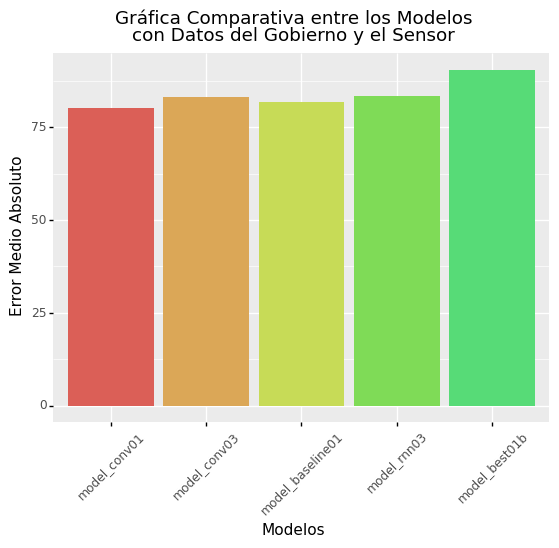 Gráfica Comparativa entre los Modelos
con Datos del Gobierno y el Sensor
Error Medio Absoluto
75
50
25
0
model_conv01
model_conv03
model_baseline01
model_rnn03
model_best01b
Modelos